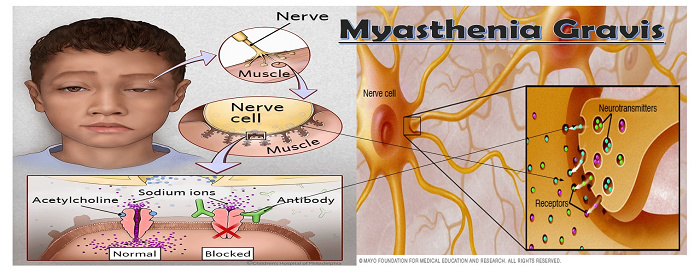 Myasthenia Gravis
Nerve
Muscle
Nerve
cell
Muscle
Sodium ions
Acetylcholine
Antibody
Normal
Blocked
Nerve cell
Neurotransmitters
Receptors
© MAYO FOUNDATION FOR MEDICAL EDUCATION AND RESEARCH. ALL RIGHTS RESERVED.